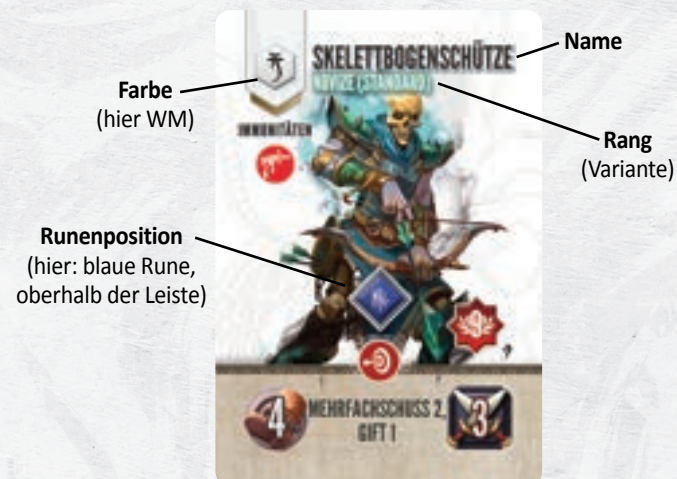 SKELETTBOGENSCHÜTZE
NOVIZE (STANDARD)
Name
Farbe
(hier WM)
IMMUNITÄTEN
Rang
(Variante)
Runenposition
(hier: blaue Rune,
oberhalb der Leiste)
9
4
MEHRFACHSCHUSS 2,
GIFT 1
3